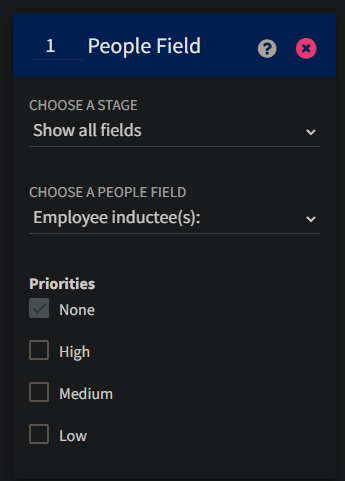 1 People Field
CHOOSE A STAGE
Show all fields
CHOOSE A PEOPLE FIELD
Employee inductee(s):
Priorities
None
High
Medium
Low